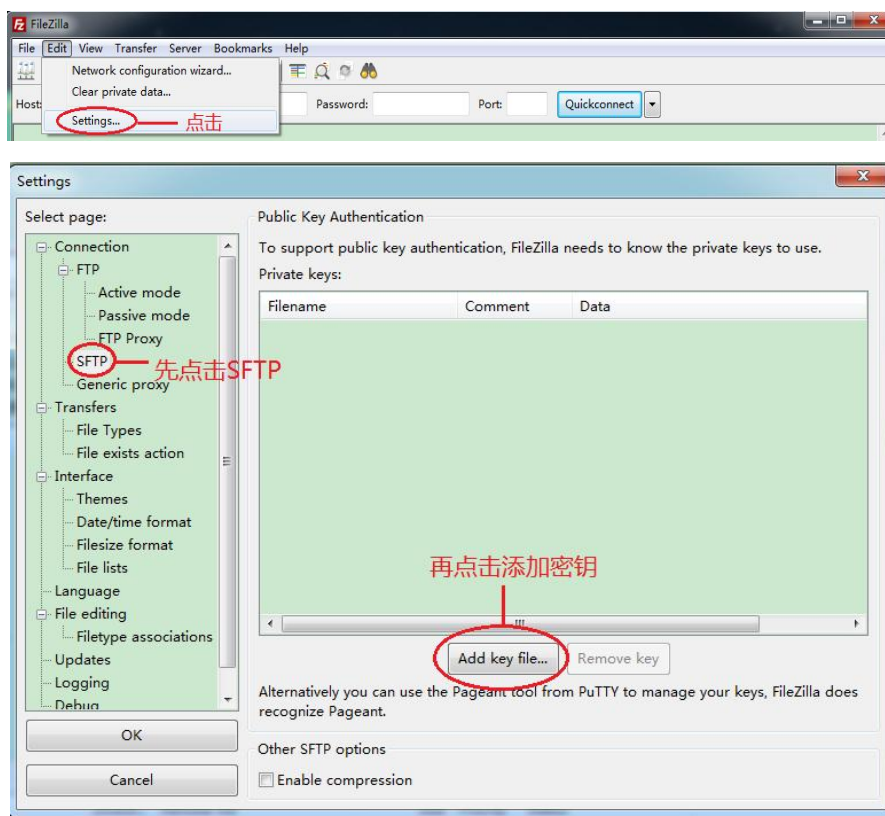 FileZilla
File Edit View Transfer Server Bookmarks Help
Network configuration wizard...
Clear private data...
Host:
Password:
Port:
Quickconnect
Settings...
点击
Settings
Select page:
Connection
FTP
Active mode
Passive mode
FTP Proxy
SFTP
先点击SFTP
Generic proxy
Transfers
File Types
File exists action
Interface
Themes
Date/time format
Filesize format
File lists
Language
File editing
Filetype associations
Updates
Logging
Debug
OK
Cancel
Public Key Authentication
To support public key authentication, FileZilla needs to know the private keys to use.
Private keys:
Filename Comment Data
再点击添加密钥
Add key file... Remove key
Alternatively you can use the Pageant tool from PuTTY to manage your keys, FileZilla does
recognize Pageant.
Other SFTP options
Enable compression